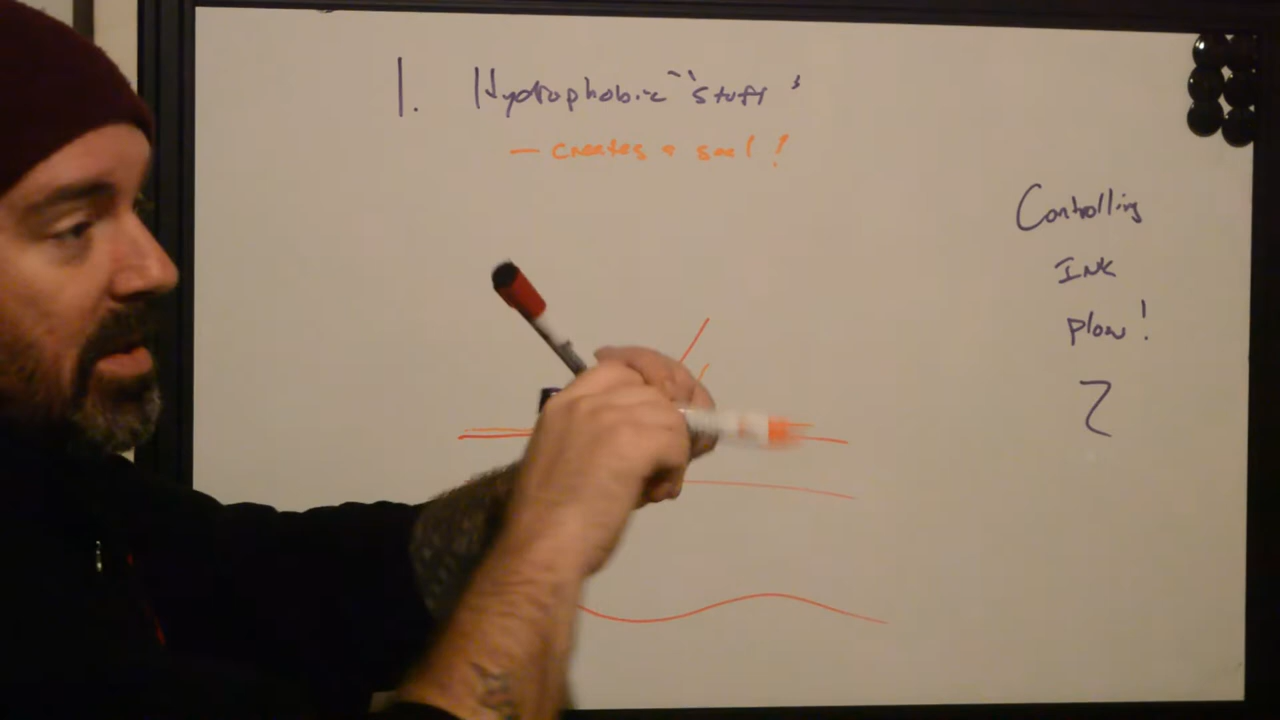 1. Hydrophobic "stuff"
- creates a seal!
Controlling
Ink
flow!